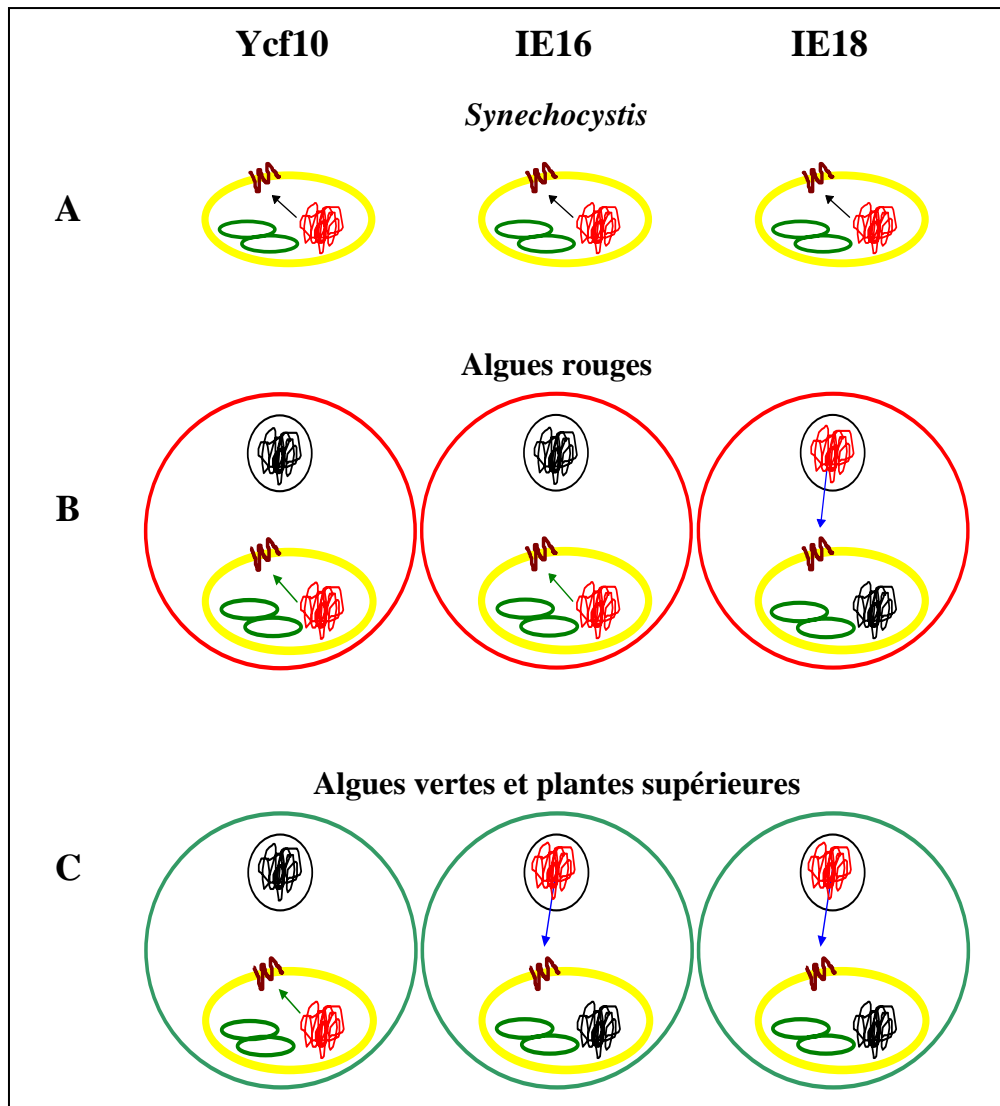 Ycf10 IE16 IE18
Synechocystis
A
Algues rouges
B
Algues vertes et plantes supérieures
C